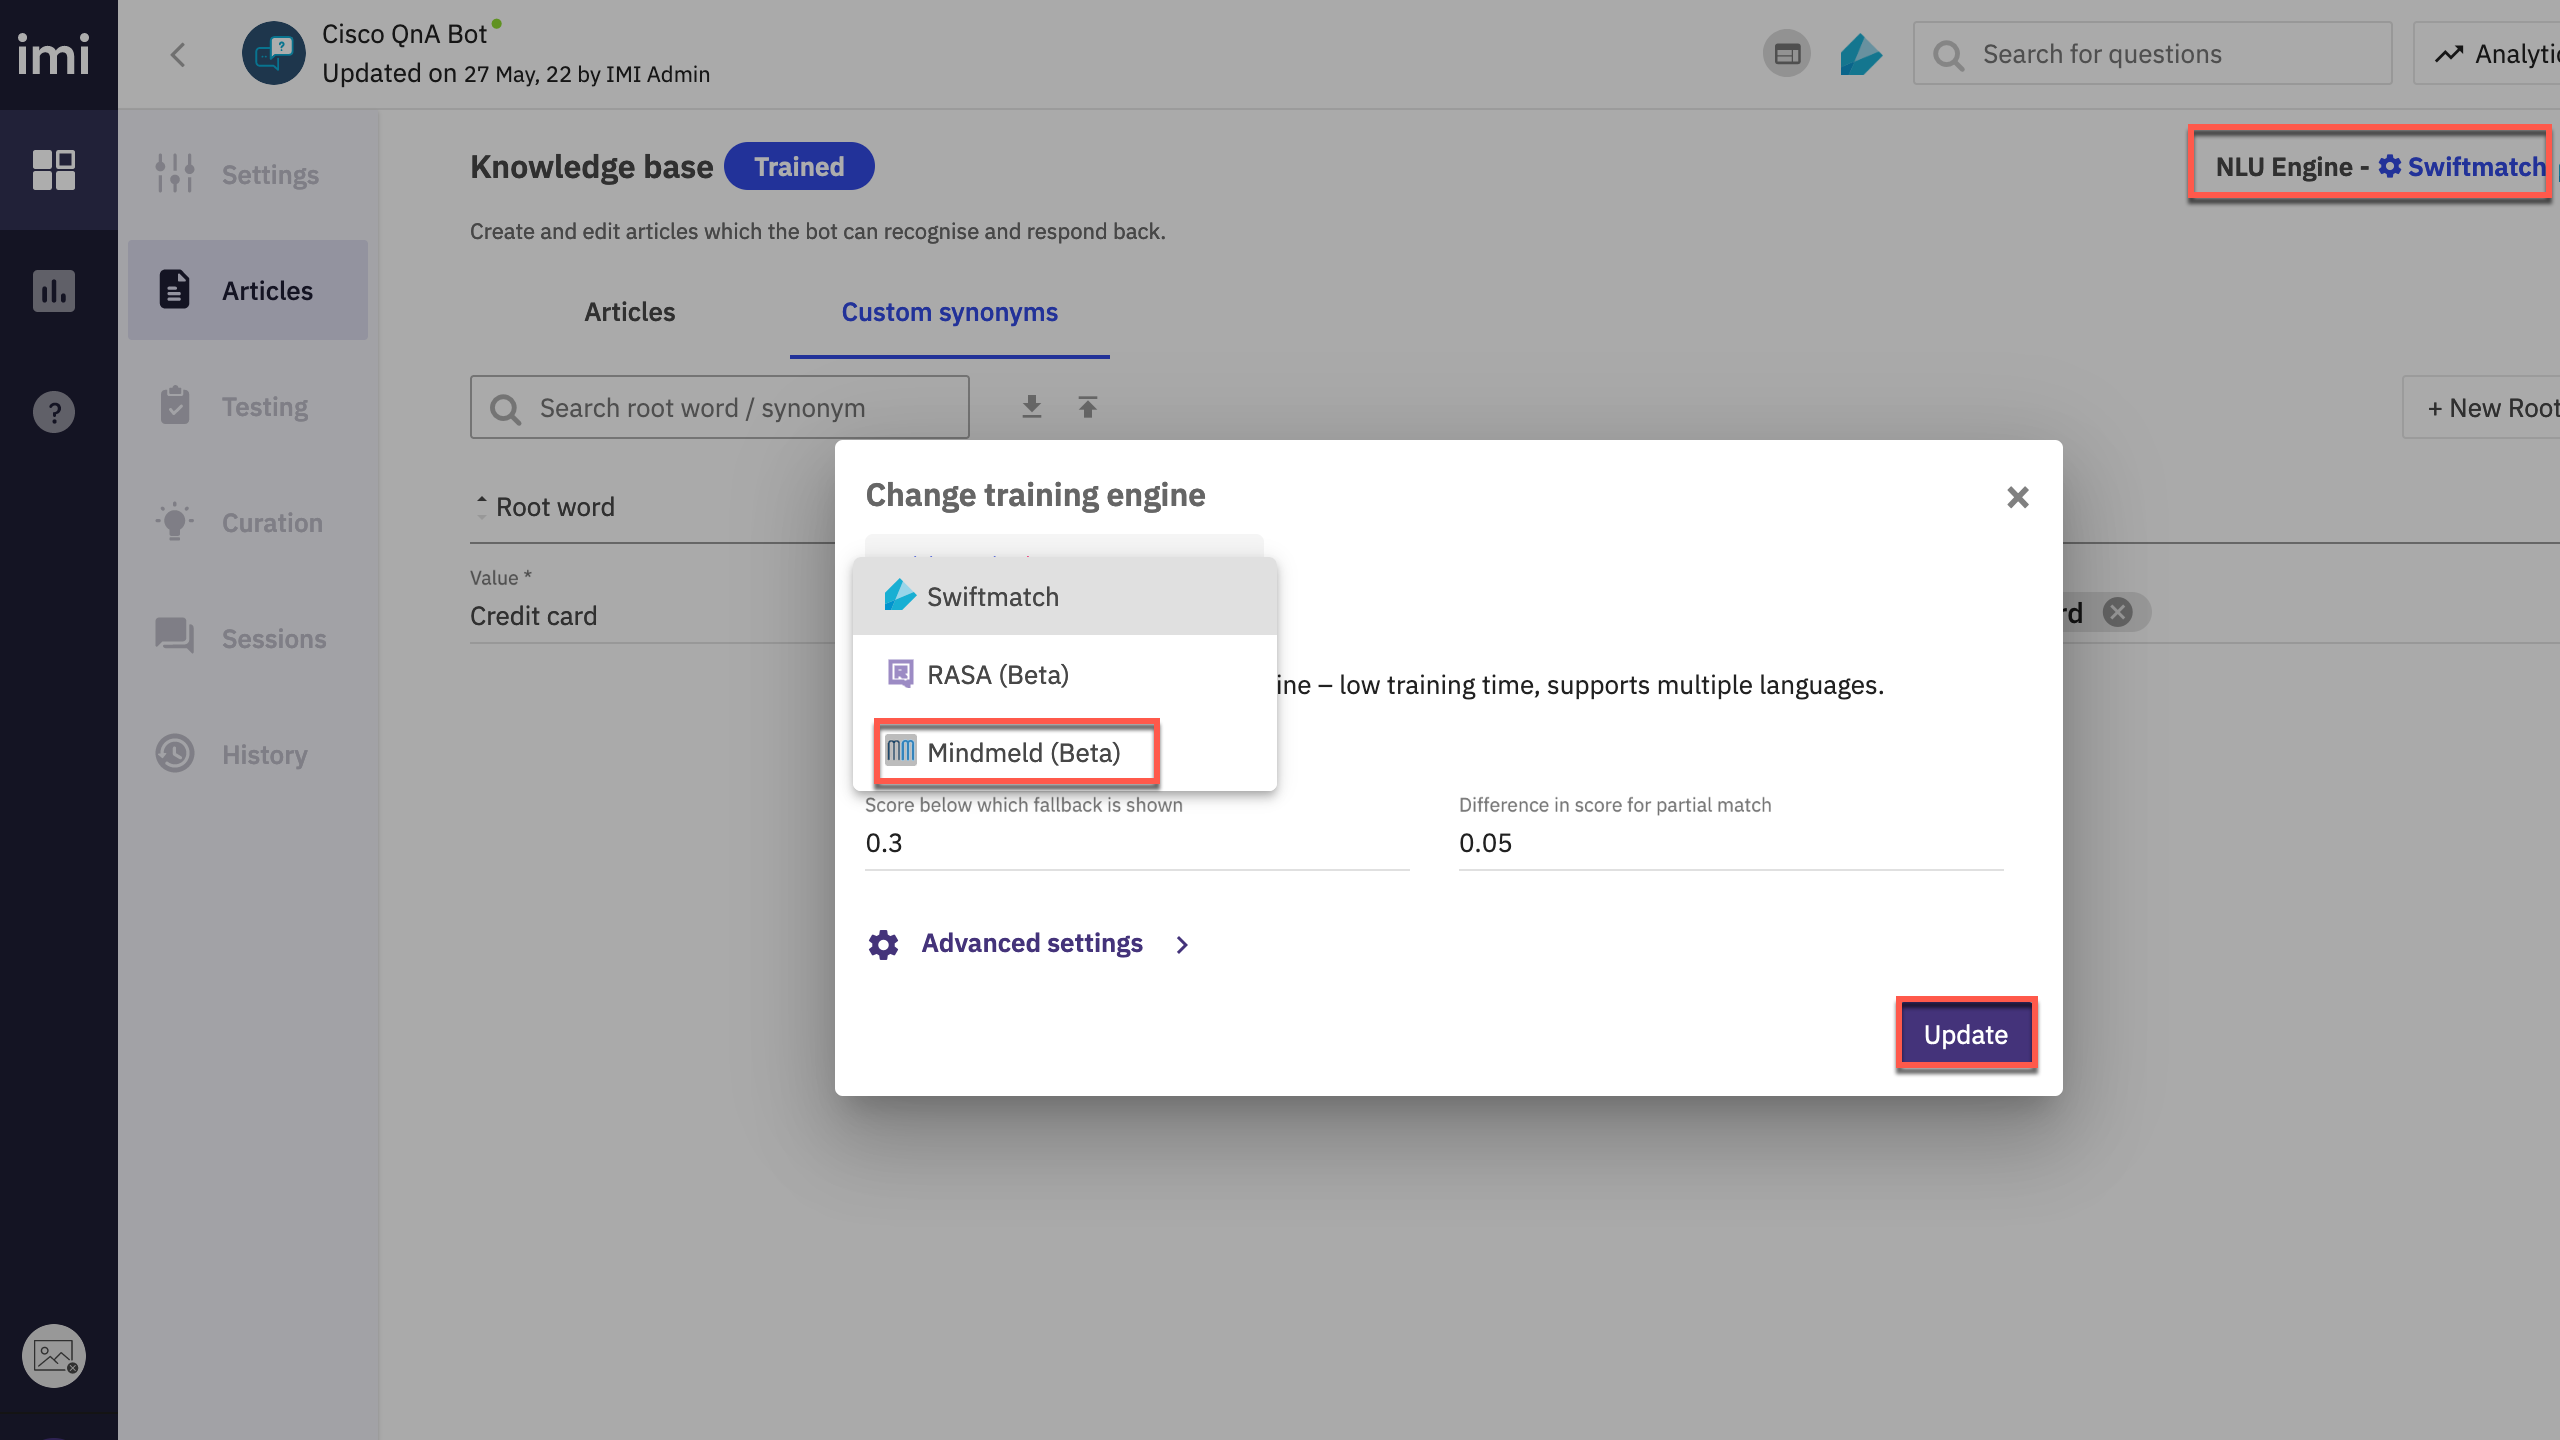 imi
Cisco QnA Bot
Updated on 27 May, 22 by IMI Admin
Search for questions
Settings
Articles
Testing
Curation
Sessions
History
Knowledge base Trained
NLU Engine - Swiftmatch
Create and edit articles which the bot can recognise and respond back.
Articles Custom synonyms
Search root word / synonym
+ New Root
Root word
Value *
Credit card
rd
Change training engine
Swiftmatch
RASA (Beta)
ine – low training time, supports multiple languages.
Mindmeld (Beta)
Score below which fallback is shown
0.3
Difference in score for partial match
0.05
Advanced settings
Update